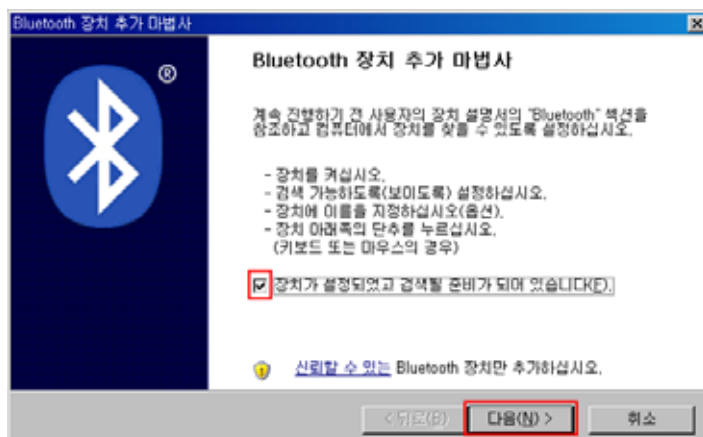 Bluetooth 장치 추가 마법사
®
Bluetooth 장치 추가 마법사
계속 진행하기 전 사용자의 장치 설명서의 "Bluetooth" 섹션을
참조하고 컴퓨터에서 장치를 찾을 수 있도록 설정하십시오.
- 장치를 켜십시오.
- 검색 가능하도록(보이도록) 설정하십시오.
- 장치에 이름을 지정하십시오(옵션).
- 장치 아래쪽의 단추를 누르십시오.
(키보드 또는 마우스의 경우)
장치가 설정되었고 검색될 준비가 되어 있습니다(F).
신뢰할 수 있는 Bluetooth 장치만 추가하십시오.
< 뒤로(B) 다음(N) > 취소